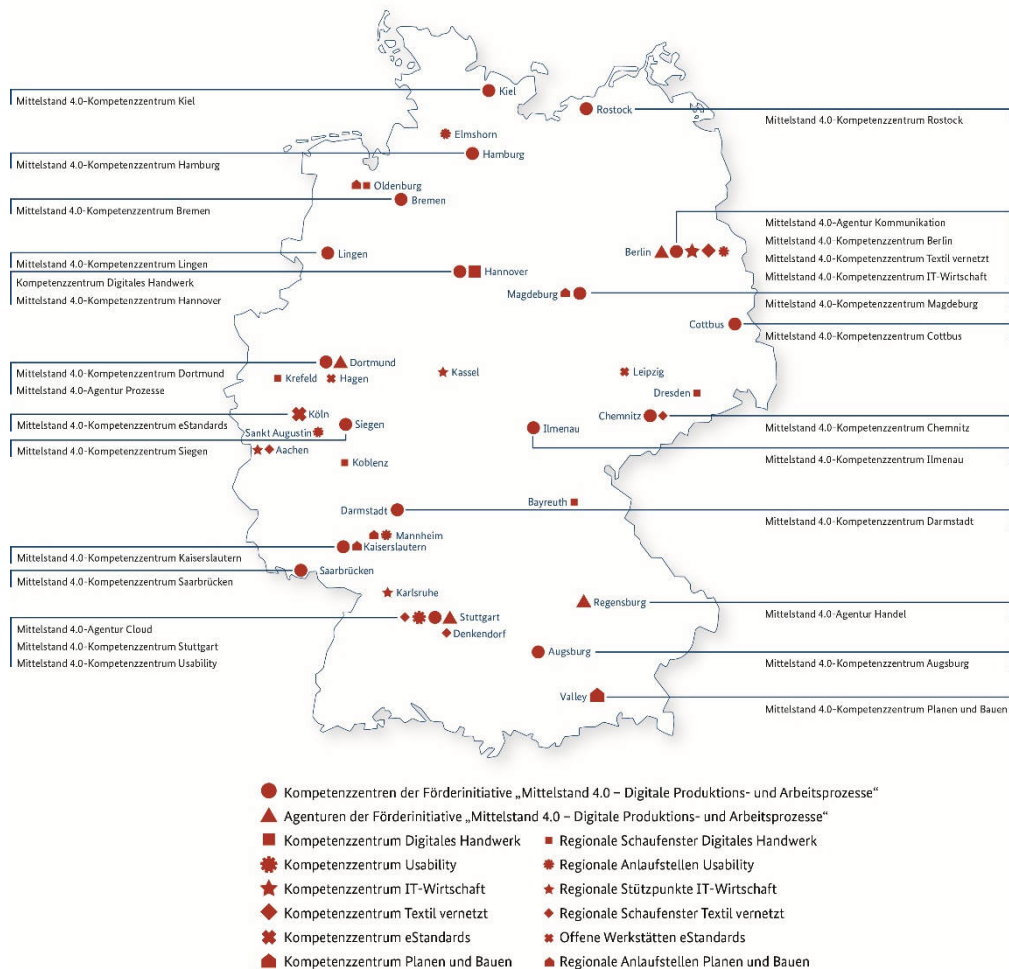 Kiel
Mittelstand 4.0-Kompetenzzentrum Kiel
Rostock
Mittelstand 4.0-Kompetenzzentrum Rostock
Elmshorn
Hamburg
Mittelstand 4.0-Kompetenzzentrum Hamburg
Oldenburg
Bremen
Mittelstand 4.0-Kompetenzzentrum Bremen
Mittelstand 4.0-Agentur Kommunikation
Berlin
Mittelstand 4.0-Kompetenzzentrum Berlin
Mittelstand 4.0-Kompetenzzentrum Textil vernetzt
Mittelstand 4.0-Kompetenzzentrum IT-Wirtschaft
Lingen
Mittelstand 4.0-Kompetenzzentrum Lingen
Hannover
Kompetenzzentrum Digitales Handwerk
Mittelstand 4.0-Kompetenzzentrum Hannover
Magdeburg
Mittelstand 4.0-Kompetenzzentrum Magdeburg
Cottbus
Mittelstand 4.0-Kompetenzzentrum Cottbus
Dortmund
Mittelstand 4.0-Kompetenzzentrum Dortmund
Mittelstand 4.0-Agentur Prozesse
Krefeld
Hagen
Kassel
Leipzig
Dresden
Köln
Mittelstand 4.0-Kompetenzzentrum eStandards
Siegen
Sankt Augustin
Mittelstand 4.0-Kompetenzzentrum Siegen
Aachen
Chemnitz
Mittelstand 4.0-Kompetenzzentrum Chemnitz
Ilmenau
Mittelstand 4.0-Kompetenzzentrum Ilmenau
Koblenz
Bayreuth
Darmstadt
Mittelstand 4.0-Kompetenzzentrum Darmstadt
Mannheim
Kaiserslautern
Mittelstand 4.0-Kompetenzzentrum Kaiserslautern
Saarbrücken
Mittelstand 4.0-Kompetenzzentrum Saarbrücken
Karlsruhe
Regensburg
Mittelstand 4.0-Agentur Handel
Stuttgart
Denkendorf
Mittelstand 4.0-Agentur Cloud
Mittelstand 4.0-Kompetenzzentrum Stuttgart
Mittelstand 4.0-Kompetenzzentrum Usability
Augsburg
Mittelstand 4.0-Kompetenzzentrum Augsburg
Valley
Mittelstand 4.0-Kompetenzzentrum Planen und Bauen
Kompetenzzentren der Förderinitiative „Mittelstand 4.0 – Digitale Produktions- und Arbeitsprozesse“
Agenturen der Förderinitiative „Mittelstand 4.0 – Digitale Produktions- und Arbeitsprozesse“
Kompetenzzentrum Digitales Handwerk
Regionale Schaufenster Digitales Handwerk
Kompetenzzentrum Usability
Regionale Anlaufstellen Usability
Kompetenzzentrum IT-Wirtschaft
Regionale Stützpunkte IT-Wirtschaft
Kompetenzzentrum Textil vernetzt
Regionale Schaufenster Textil vernetzt
Kompetenzzentrum eStandards
Offene Werkstätten eStandards
Kompetenzzentrum Planen und Bauen
Regionale Anlaufstellen Planen und Bauen